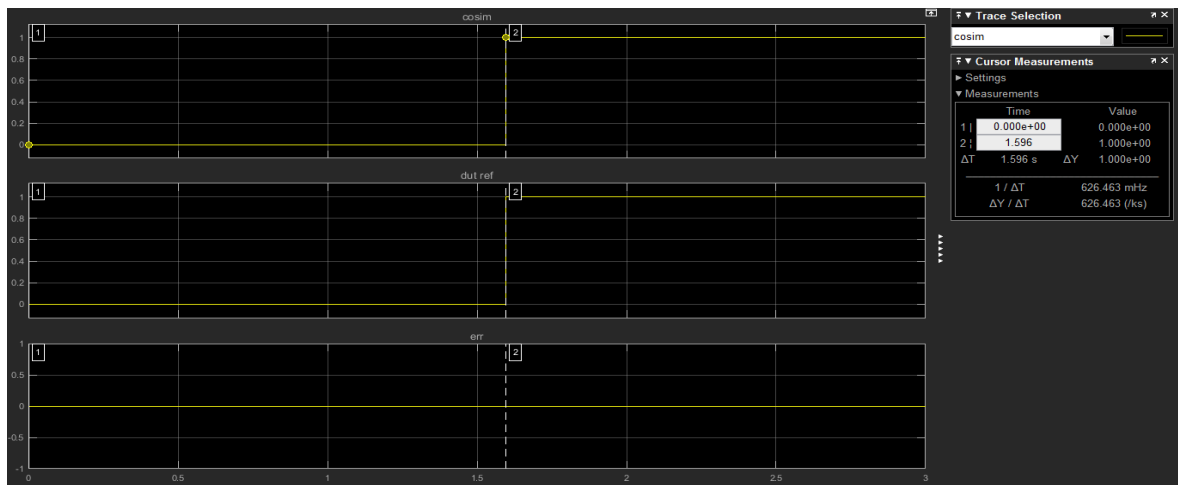 cosim
1 2
1
0.8
0.6
0.4
0.2
0
dut ref
1 2
1
0.8
0.6
0.4
0.2
0
err
1 2
1
0.5
0
-0.5
-1
0 0.5 1 1.5 2 2.5 3
Trace Selection
cosim
Cursor Measurements
Settings
Measurements
Time Value
1 | 0.000e+00 0.000e+00
2 ¦ 1.596 1.000e+00
ΔT 1.596 s ΔY 1.000e+00
1 / ΔT 626.463 mHz
ΔY / ΔT 626.463 (/ks)